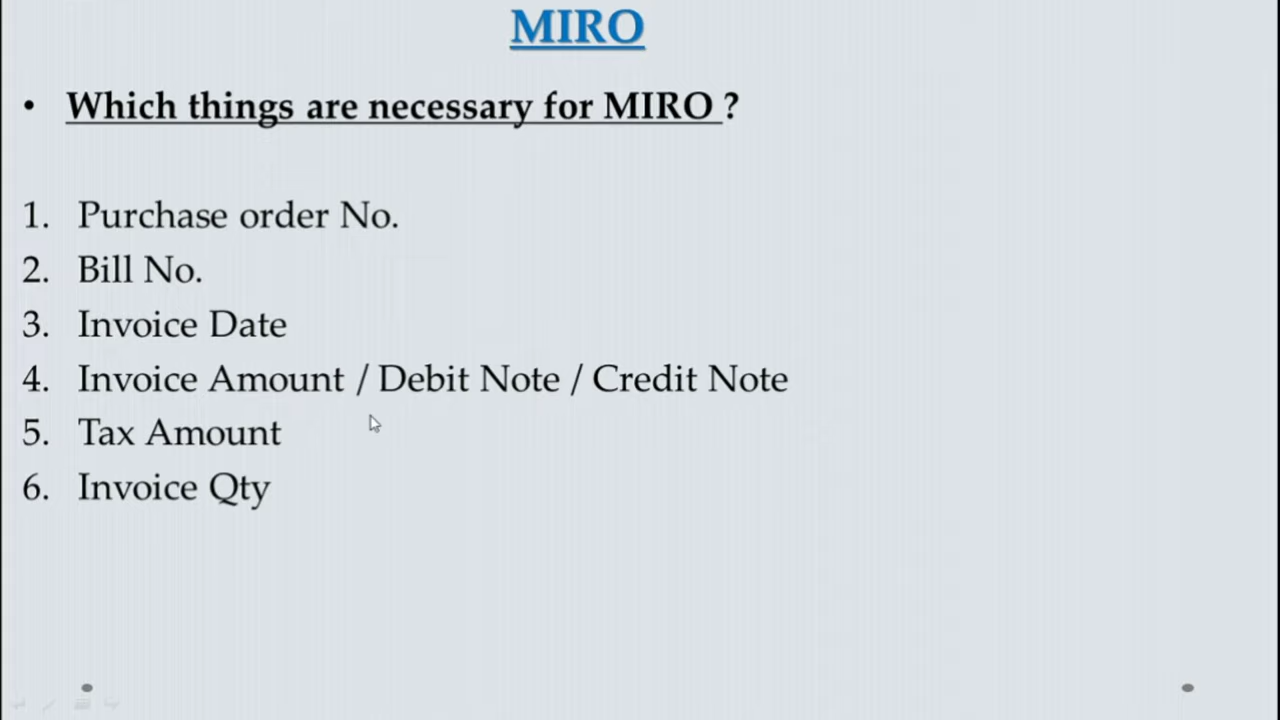 MIRO
• Which things are necessary for MIRO ?
1. Purchase order No.
2. Bill No.
3. Invoice Date
4. Invoice Amount / Debit Note / Credit Note
5. Tax Amount
6. Invoice Qty